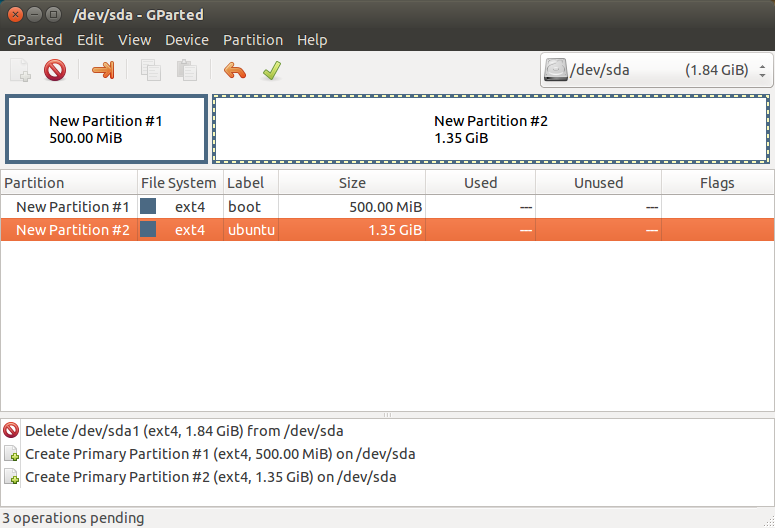 /dev/sda - GParted
GParted Edit View Device Partition Help
/dev/sda (1.84 GiB)
New Partition #1
500.00 MiB
New Partition #2
1.35 GiB
Partition File System Label Size Used Unused Flags
New Partition #1 ext4 boot 500.00 MiB --- ---
New Partition #2 ext4 ubuntu 1.35 GiB --- ---
Delete /dev/sda1 (ext4, 1.84 GiB) from /dev/sda
Create Primary Partition #1 (ext4, 500.00 MiB) on /dev/sda
Create Primary Partition #2 (ext4, 1.35 GiB) on /dev/sda
3 operations pending